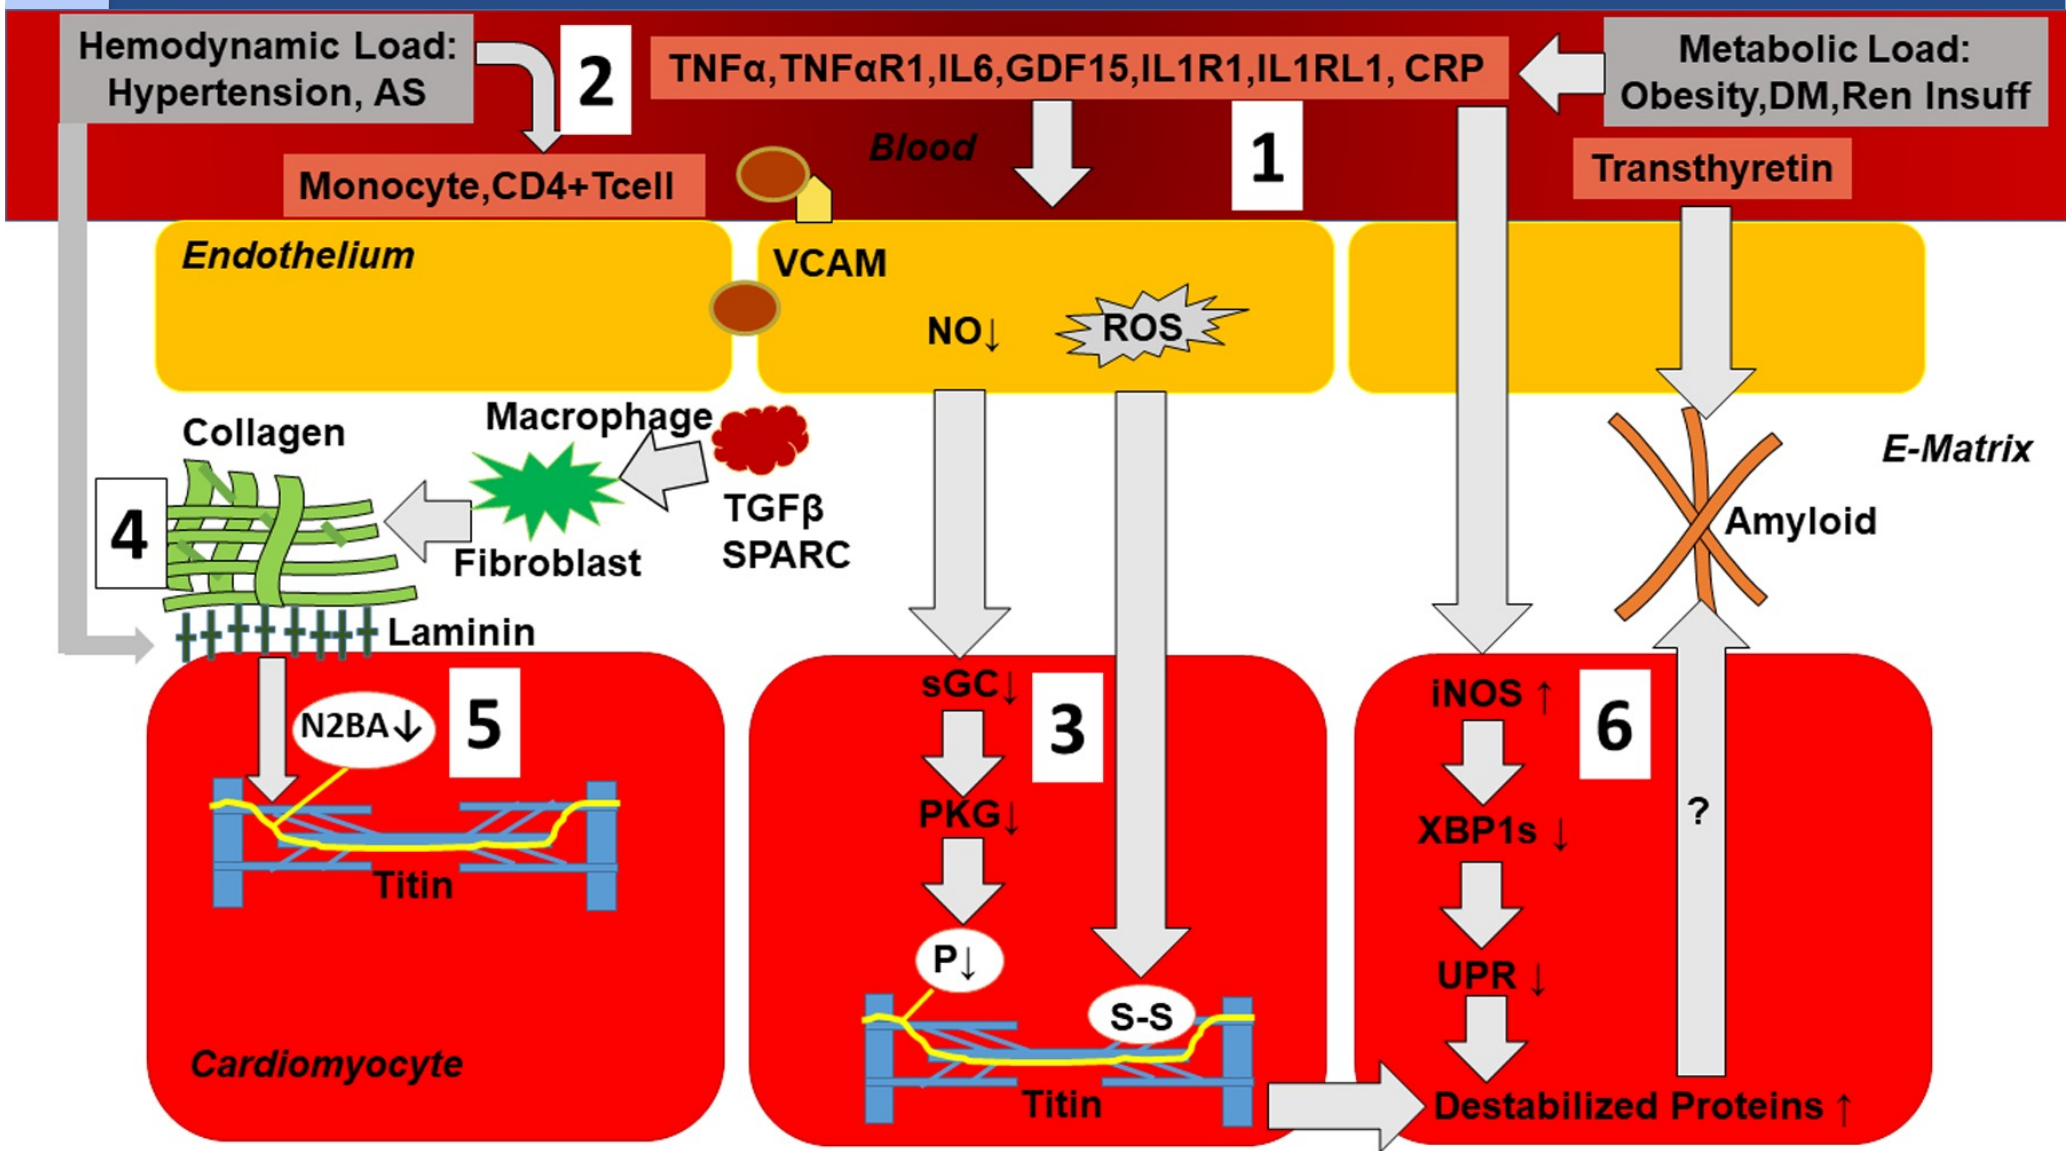 Hemodynamic Load:
Hypertension, AS
2
TNFα,TNFαR1,IL6,GDF15,IL1R1,IL1RL1, CRP
Metabolic Load:
Obesity,DM,Ren Insuff
Blood
1
Monocyte,CD4+Tcell
Transthyretin
Endothelium
VCAM
NO↓
ROS
Collagen
Macrophage
E-Matrix
TGFβ
SPARC
4
Fibroblast
Amyloid
Laminin
N2BA↓
5
sGC↓
3
iNOS ↑
6
PKG↓
XBP1s ↓
?
Titin
P↓
UPR ↓
S-S
Cardiomyocyte
Titin
Destabilized Proteins ↑